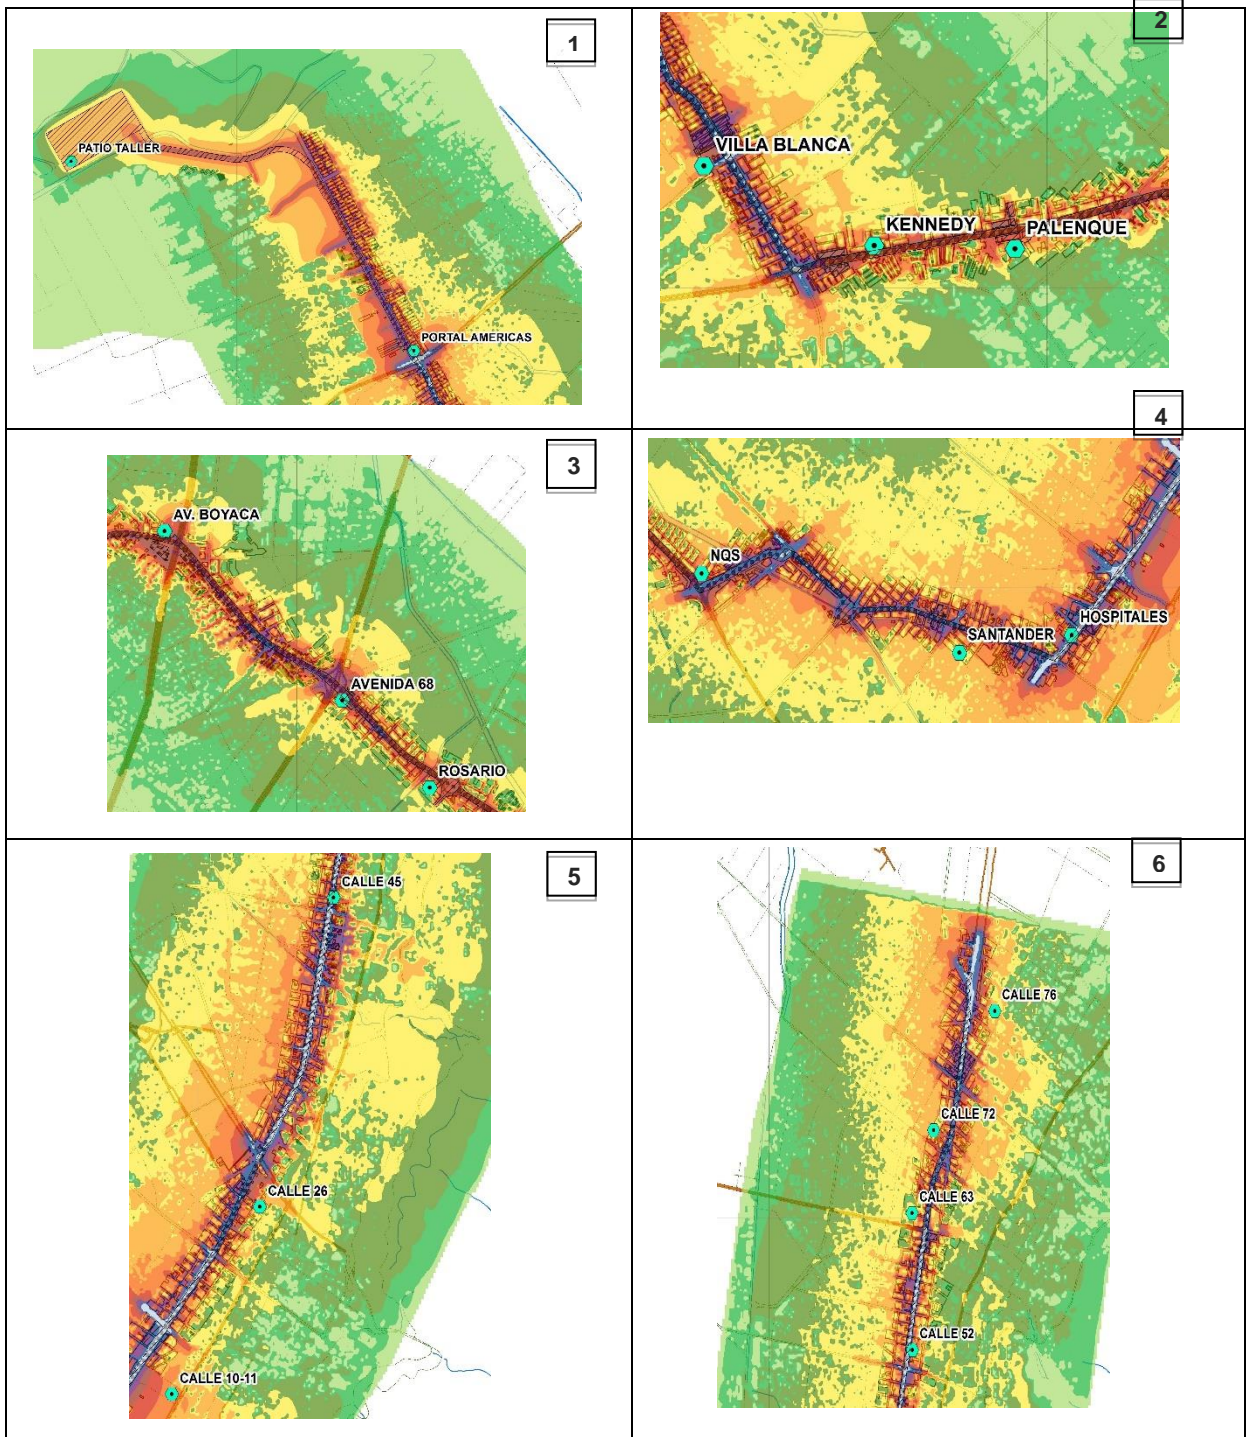 1
PATIO TALLER
PORTAL AMERICAS
2
VILLA BLANCA
KENNEDY
PALENQUE
3
AV. BOYACA
AVENIDA 68
ROSARIO
4
NQS
SANTANDER
HOSPITALES
5
CALLE 45
CALLE 26
CALLE 10-11
6
CALLE 76
CALLE 72
CALLE 63
CALLE 52